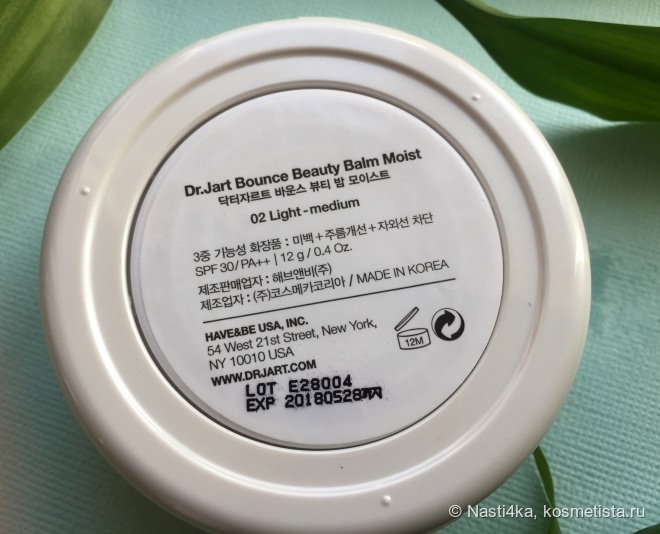 Dr.Jart Bounce Beauty Balm Moist
닥터자르트 바운스 뷰티 밤 모이스트
02 Light-medium
3중 기능성 화장품 : 미백+주름개선+자외선 차단
SPF 30/PA++ | 12 g / 0.4 Oz.
제조판매업자 : 해브앤비(주)
제조업자 : (주)코스메카코리아 / MADE IN KOREA
HAVE&BE USA, INC.
54 West 21st Street, New York,
NY 10010 USA
WWW.DRJART.COM
12M
LOT E28004
EXP 20180528까지
© Nasti4ka, kosmetista.ru